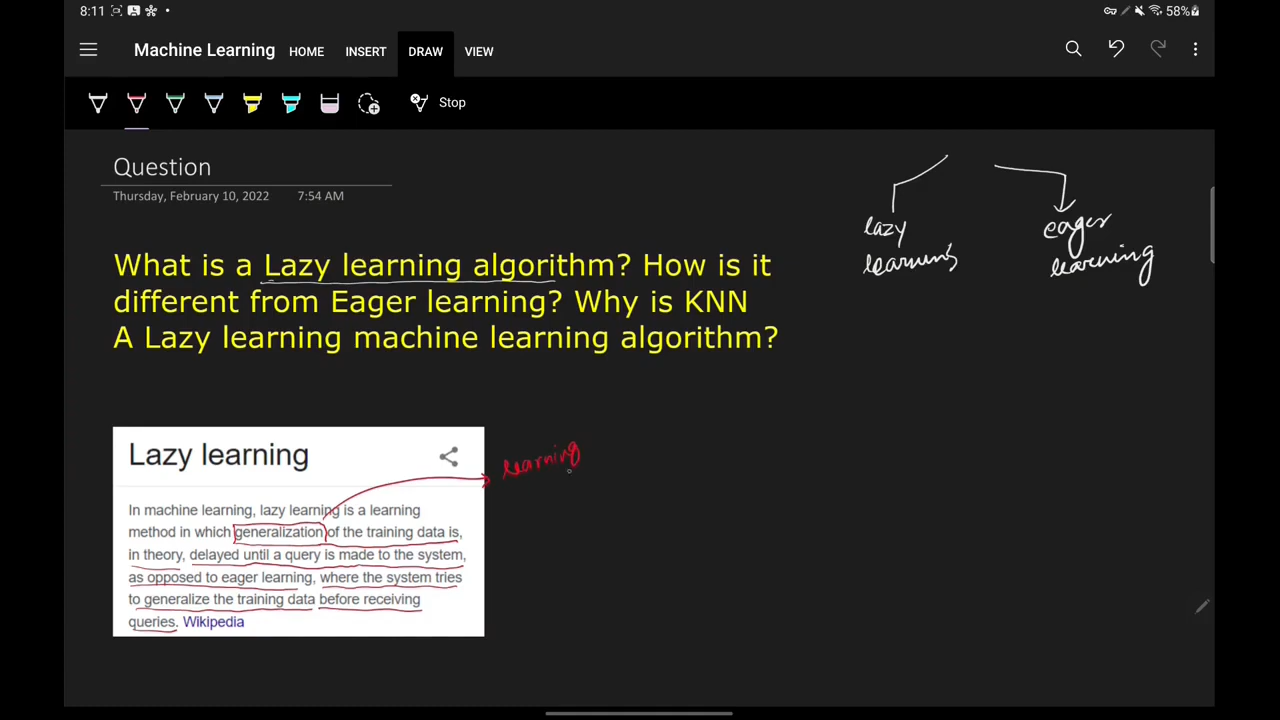 8:11 58%
Machine Learning HOME INSERT DRAW VIEW
Stop
Question
Thursday, February 10, 2022 7:54 AM
lazy learning
eager learning
What is a Lazy learning algorithm? How is it
different from Eager learning? Why is KNN
A Lazy learning machine learning algorithm?
Lazy learning
learning
In machine learning, lazy learning is a learning
method in which generalization of the training data is,
in theory, delayed until a query is made to the system,
as opposed to eager learning, where the system tries
to generalize the training data before receiving
queries. Wikipedia